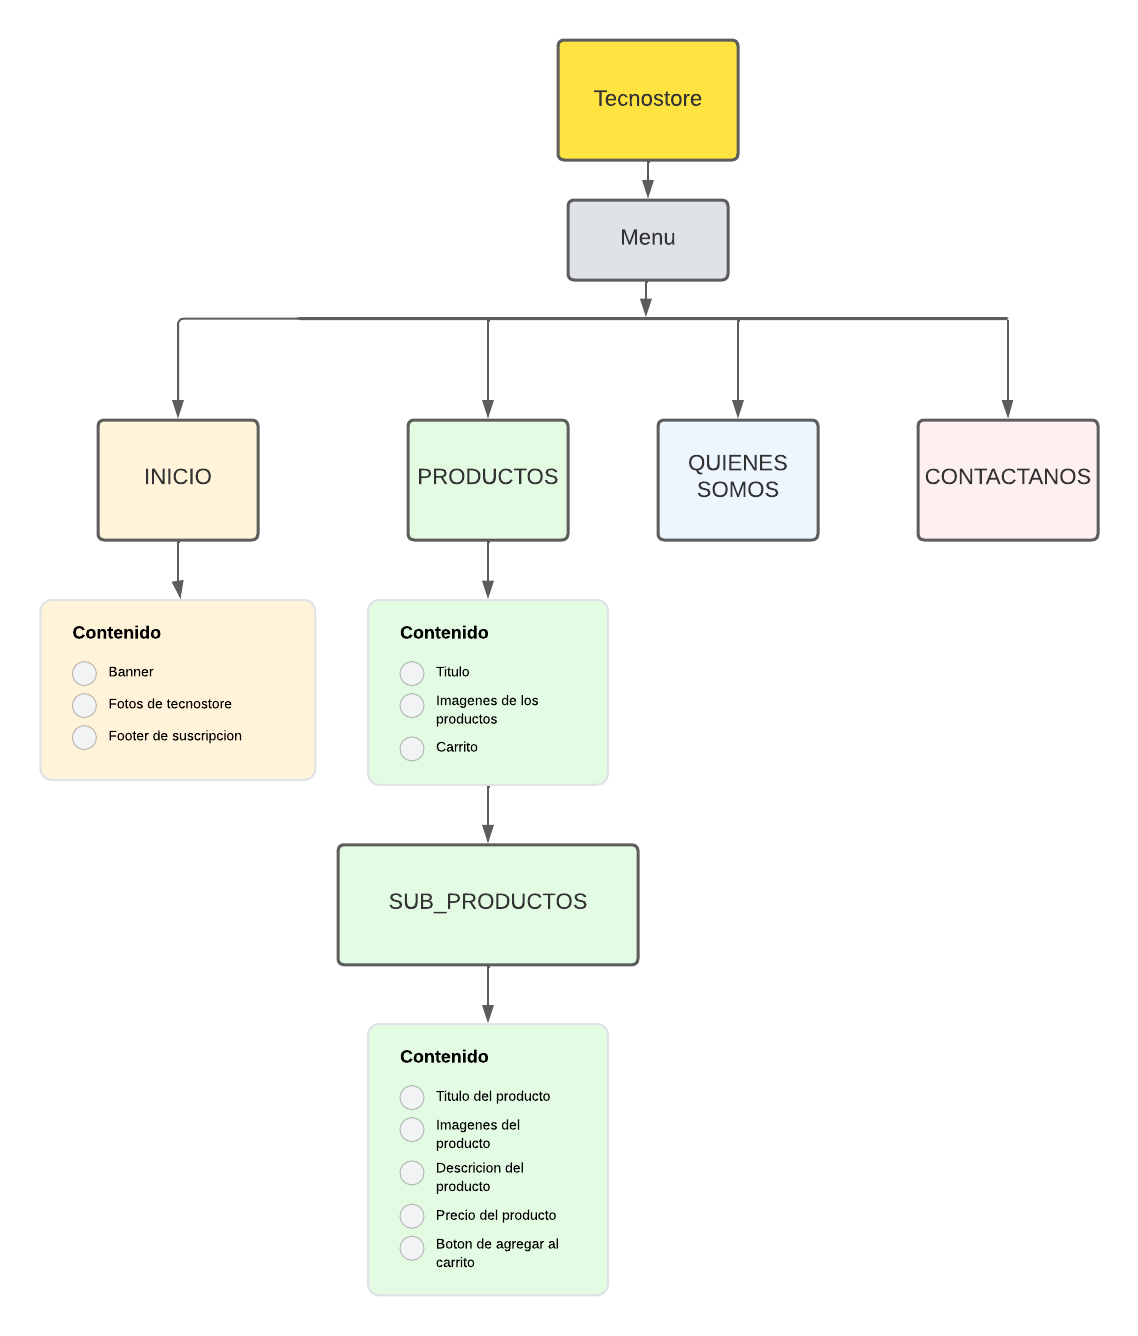 Tecnostore
Menu
INICIO
PRODUCTOS
QUIENES
SOMOS
CONTACTANOS
Contenido
Banner
Fotos de tecnostore
Footer de suscripcion
Contenido
Titulo
Imagenes de los
productos
Carrito
SUB_PRODUCTOS
Contenido
Titulo del producto
Imagenes del
producto
Descricion del
producto
Precio del producto
Boton de agregar al
carrito